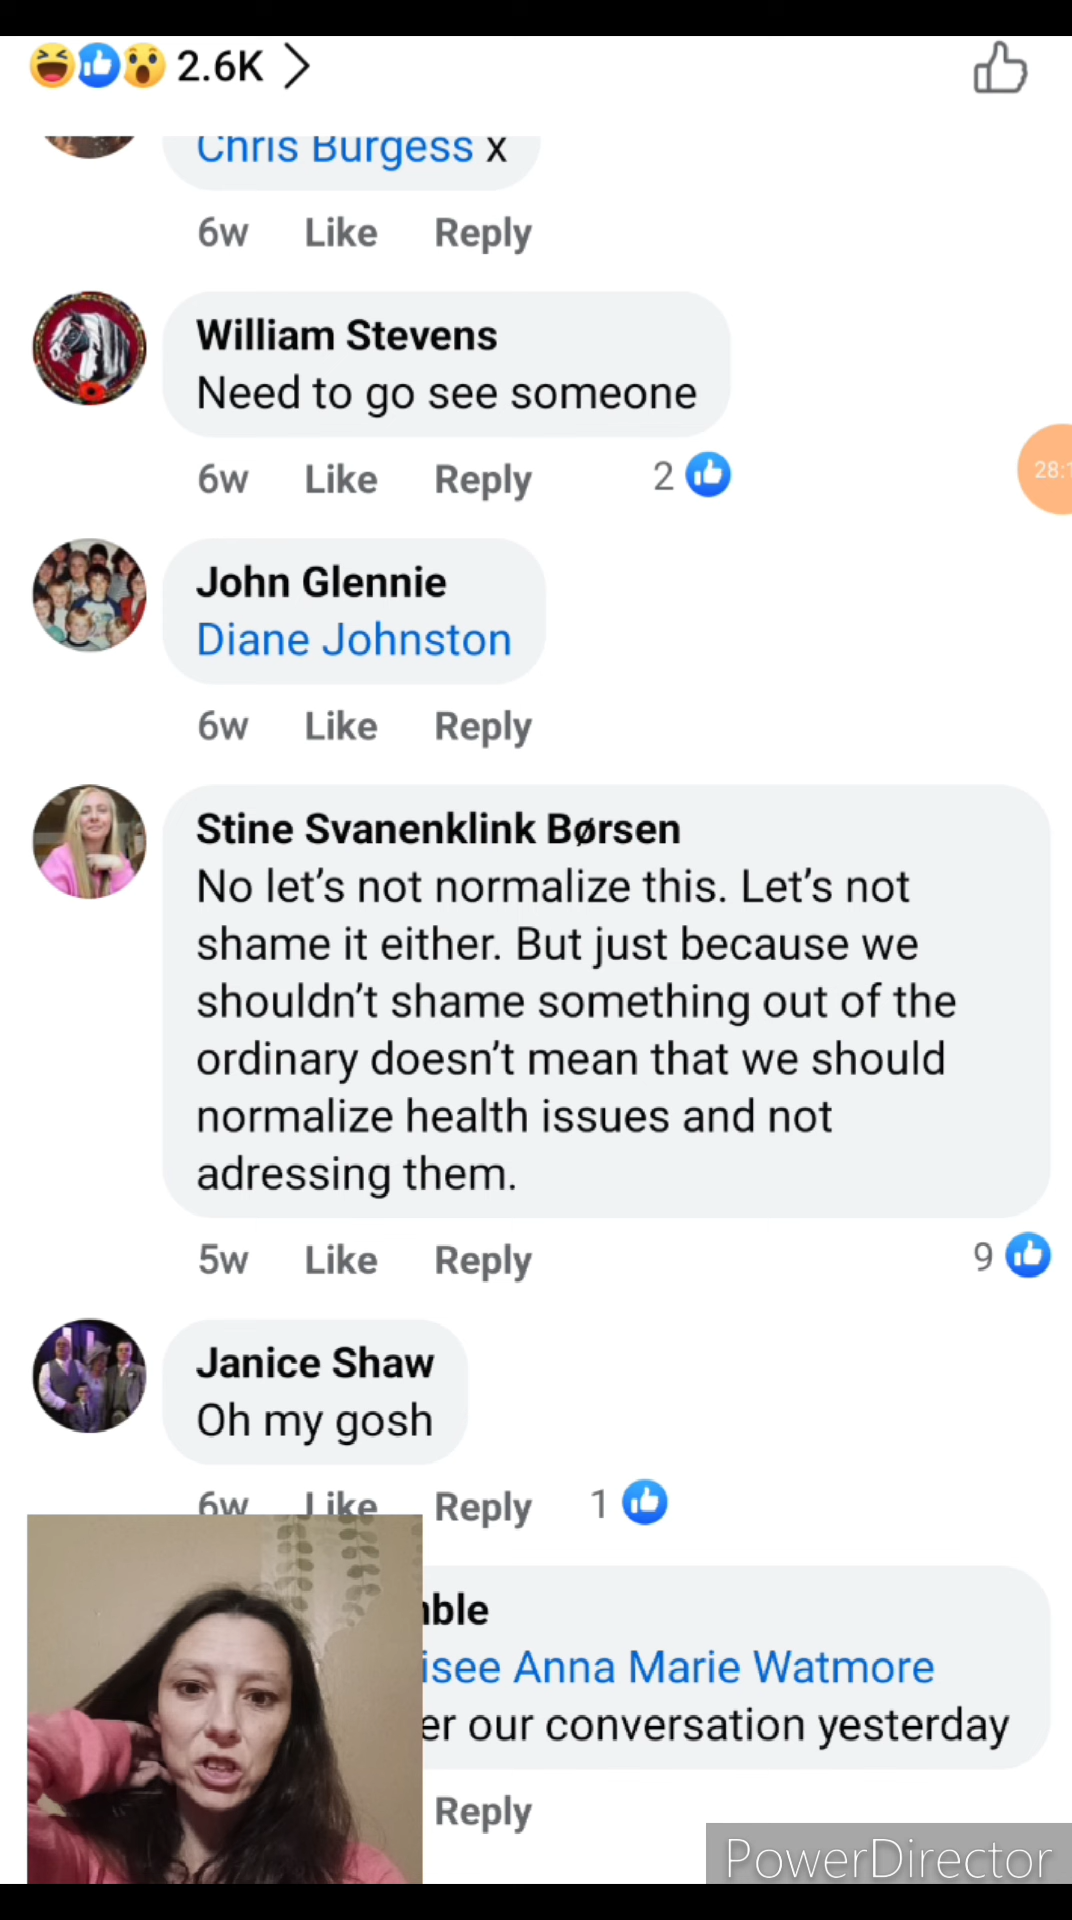 2.6K
Chris Burgess x
6w Like Reply
William Stevens
Need to go see someone
6w Like Reply 2
28:1
John Glennie
Diane Johnston
6w Like Reply
Stine Svanenklink Børsen
No let's not normalize this. Let's not
shame it either. But just because we
shouldn't shame something out of the
ordinary doesn't mean that we should
normalize health issues and not
adressing them.
5w Like Reply 9
Janice Shaw
Oh my gosh
6w Like Reply 1
Anna Marie Watmore
our conversation yesterday
Reply
PowerDirector